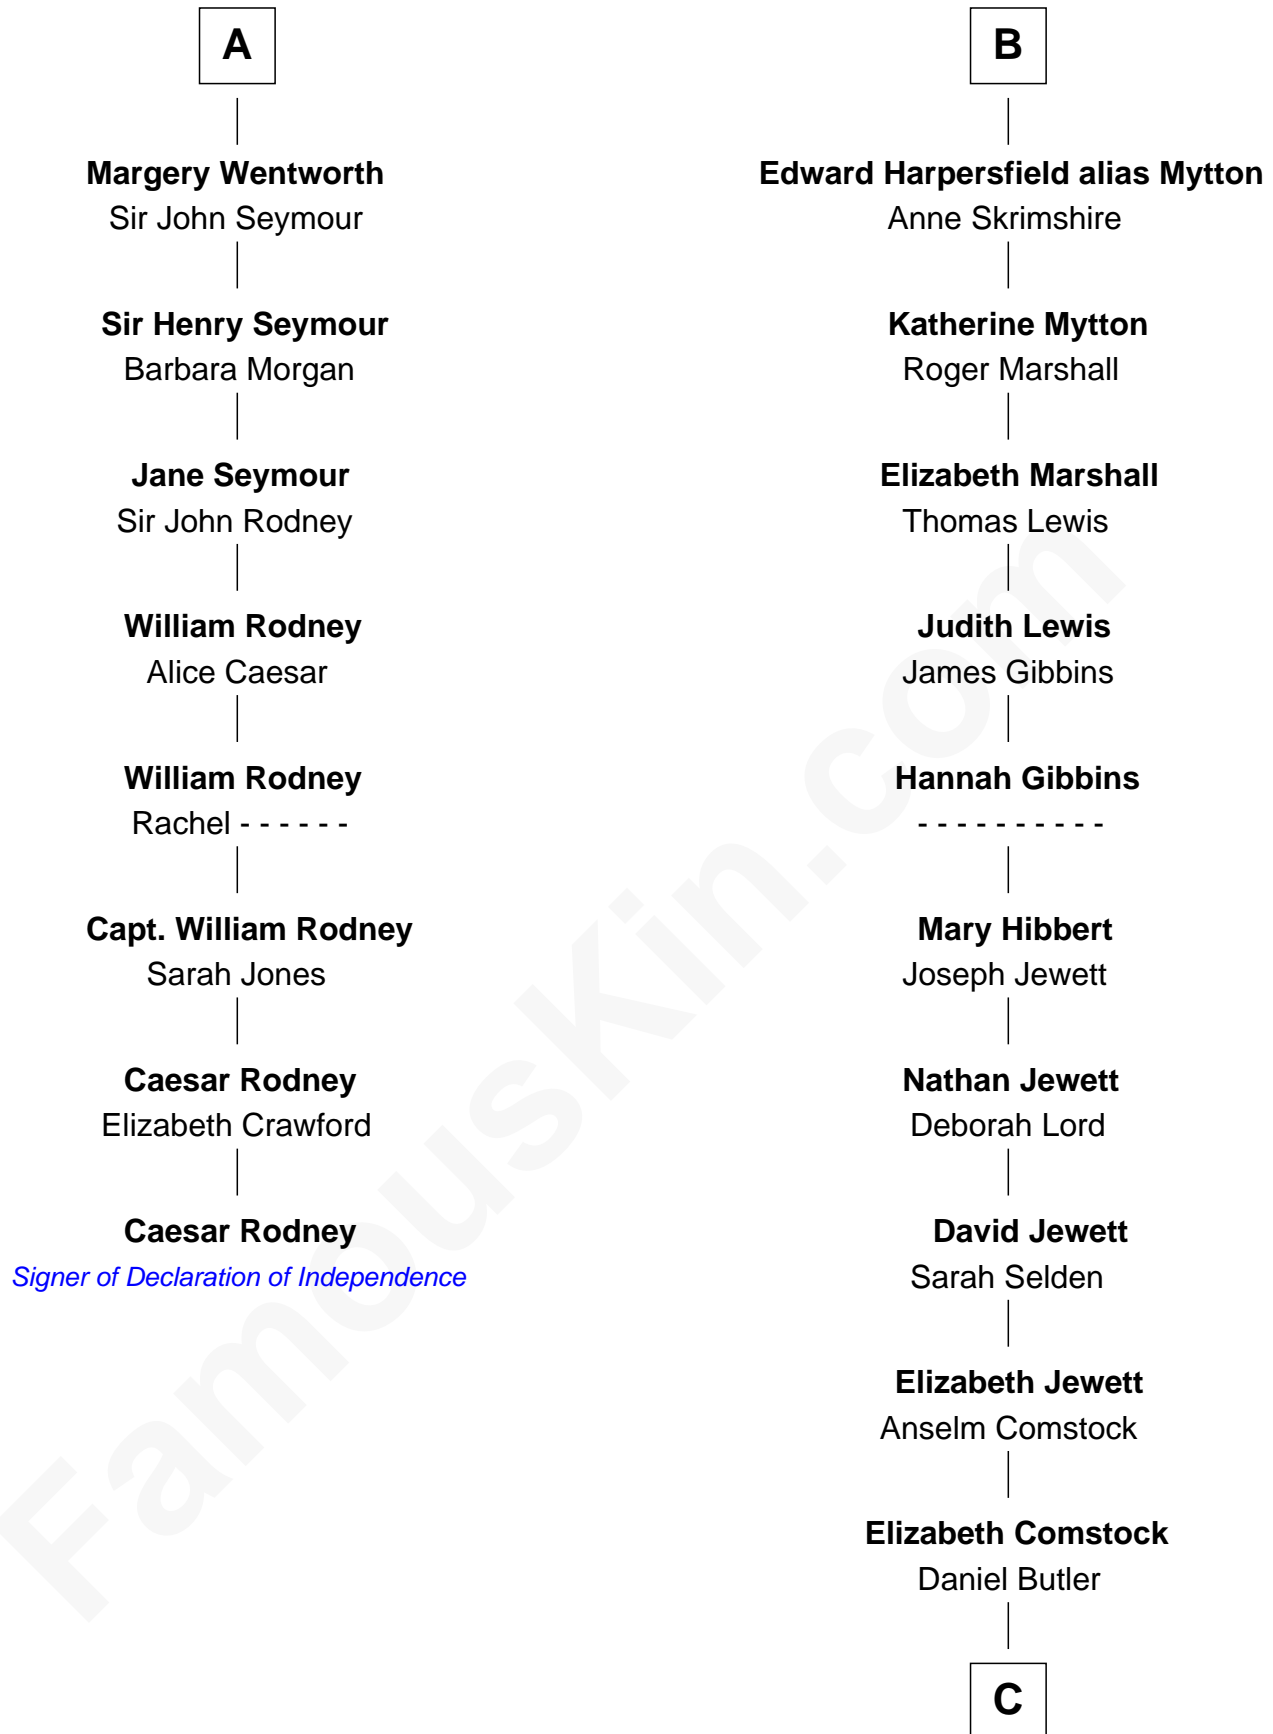 A
Margery Wentworth
Sir John Seymour
Sir Henry Seymour
Barbara Morgan
Jane Seymour
Sir John Rodney
William Rodney
Alice Caesar
William Rodney
Rachel - - - - - -
Capt. William Rodney
Sarah Jones
Caesar Rodney
Elizabeth Crawford
Caesar Rodney
Signer of Declaration of Independence
B
Edward Harpersfield alias Mytton
Anne Skrimshire
Katherine Mytton
Roger Marshall
Elizabeth Marshall
Thomas Lewis
Judith Lewis
James Gibbins
Hannah Gibbins
- - - - - - - - - -
Mary Hibbert
Joseph Jewett
Nathan Jewett
Deborah Lord
David Jewett
Sarah Selden
Elizabeth Jewett
Anselm Comstock
Elizabeth Comstock
Daniel Butler
C
FamousKin.com